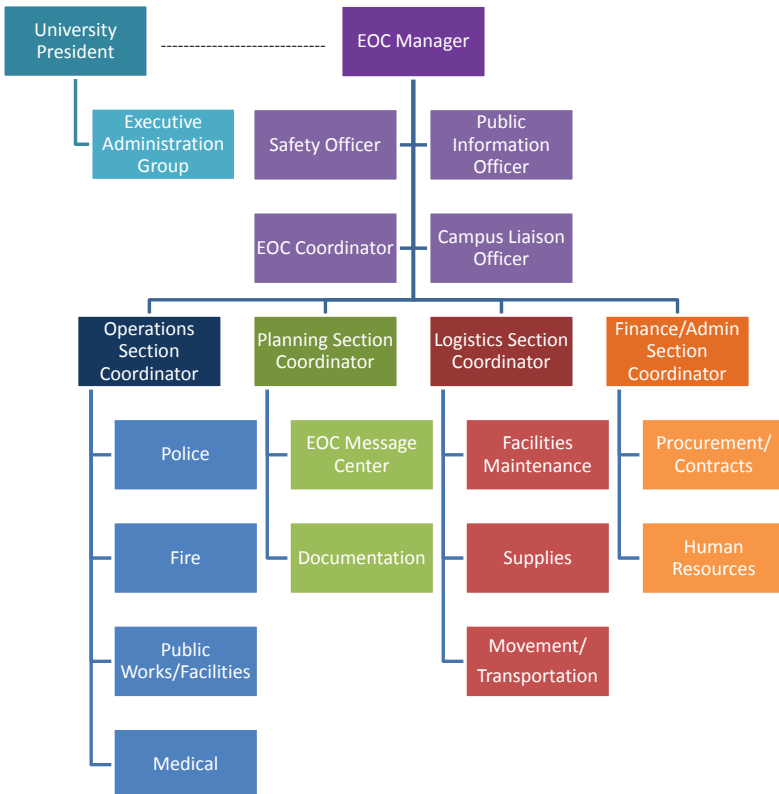 University
President
EOC Manager
Executive
Administration
Group
Safety Officer
Public
Information
Officer
EOC Coordinator
Campus Liaison
Officer
Operations
Section
Coordinator
Planning Section
Coordinator
Logistics Section
Coordinator
Finance/Admin
Section
Coordinator
Police
EOC Message
Center
Facilities
Maintenance
Procurement/
Contracts
Fire
Documentation
Supplies
Human
Resources
Public
Works/Facilities
Movement/
Transportation
Medical